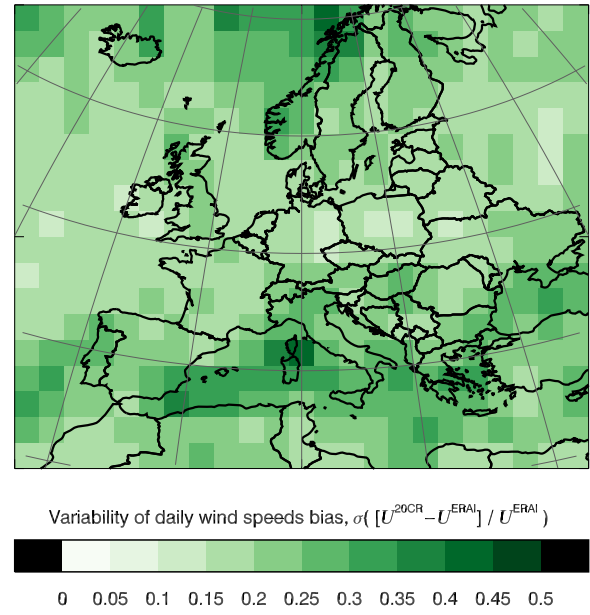 Variability of daily wind speeds bias, σ( [U^20CR − U^ERAI] / U^ERAI )
0 0.05 0.1 0.15 0.2 0.25 0.3 0.35 0.4 0.45 0.5